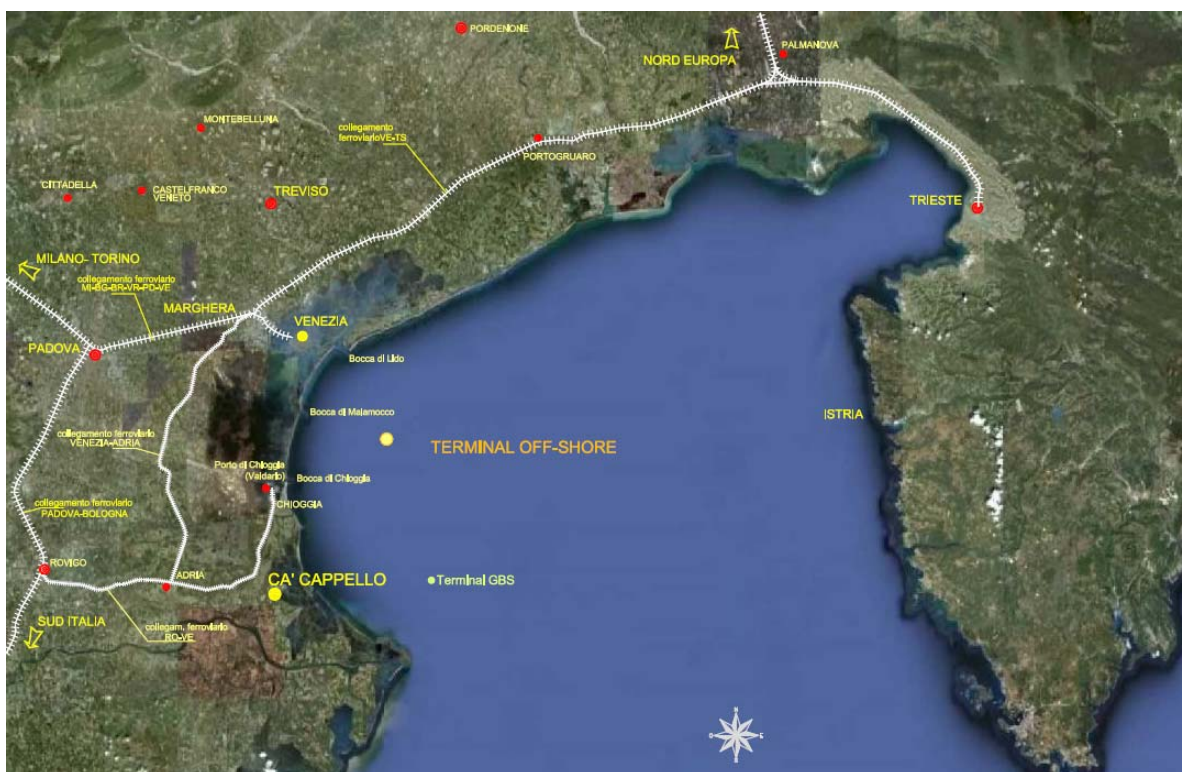 PORDENONE
NORD EUROPA
PALMANOVA
MONTEBELLUNA
collegamento
ferroviarioVE-TS
PORTOGRUARO
CITTADELLA
CASTELFRANCO
VENETO
TREVISO
TRIESTE
MILANO- TORINO
collegamento ferroviario
MI-BG-BR-VR-PD-VE
MARGHERA
VENEZIA
PADOVA
Bocca di Lido
Bocca di Malamocco
ISTRIA
TERMINAL OFF-SHORE
collegamento ferroviario
VENEZIA-ADRIA
Porto di Chioggia
(Valdario)
Bocca di Chioggia
CHIOGGIA
collegamento ferroviario
PADOVA-BOLOGNA
ROVIGO
ADRIA
CA' CAPPELLO
Terminal GBS
SUD ITALIA
collegam. ferroviario
RO-VE
N
E
S